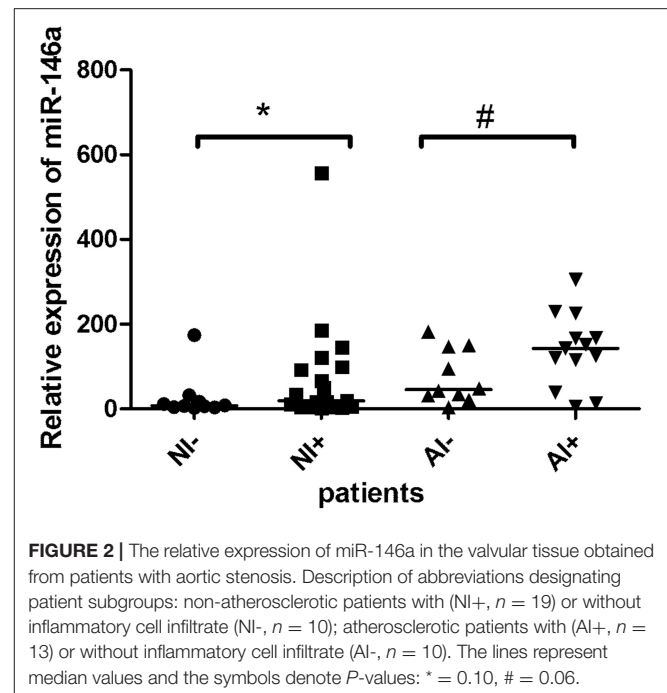 800
600
400
200
0
Relative expression of miR-146a
*
#
NI-
NI+
AI-
AI+
patients
FIGURE 2 | The relative expression of miR-146a in the valvular tissue obtained
from patients with aortic stenosis. Description of abbreviations designating
patient subgroups: non-atherosclerotic patients with (NI+, n = 19) or without
inflammatory cell infiltrate (NI-, n = 10); atherosclerotic patients with (AI+, n =
13) or without inflammatory cell infiltrate (AI-, n = 10). The lines represent
median values and the symbols denote P-values: * = 0.10, # = 0.06.